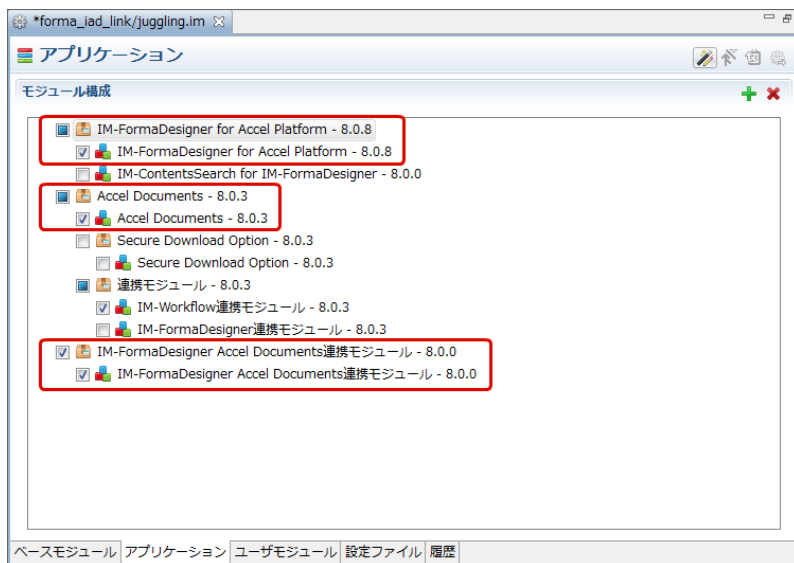 *forma_iad_link/juggling.im
アプリケーション
モジュール構成
IM-FormaDesigner for Accel Platform - 8.0.8
IM-FormaDesigner for Accel Platform - 8.0.8
IM-ContentsSearch for IM-FormaDesigner - 8.0.0
Accel Documents - 8.0.3
Accel Documents - 8.0.3
Secure Download Option - 8.0.3
Secure Download Option - 8.0.3
連携モジュール - 8.0.3
IM-Workflow連携モジュール - 8.0.3
IM-FormaDesigner連携モジュール - 8.0.3
IM-FormaDesigner Accel Documents連携モジュール - 8.0.0
IM-FormaDesigner Accel Documents連携モジュール - 8.0.0
ベースモジュール アプリケーション ユーザモジュール 設定ファイル 履歴